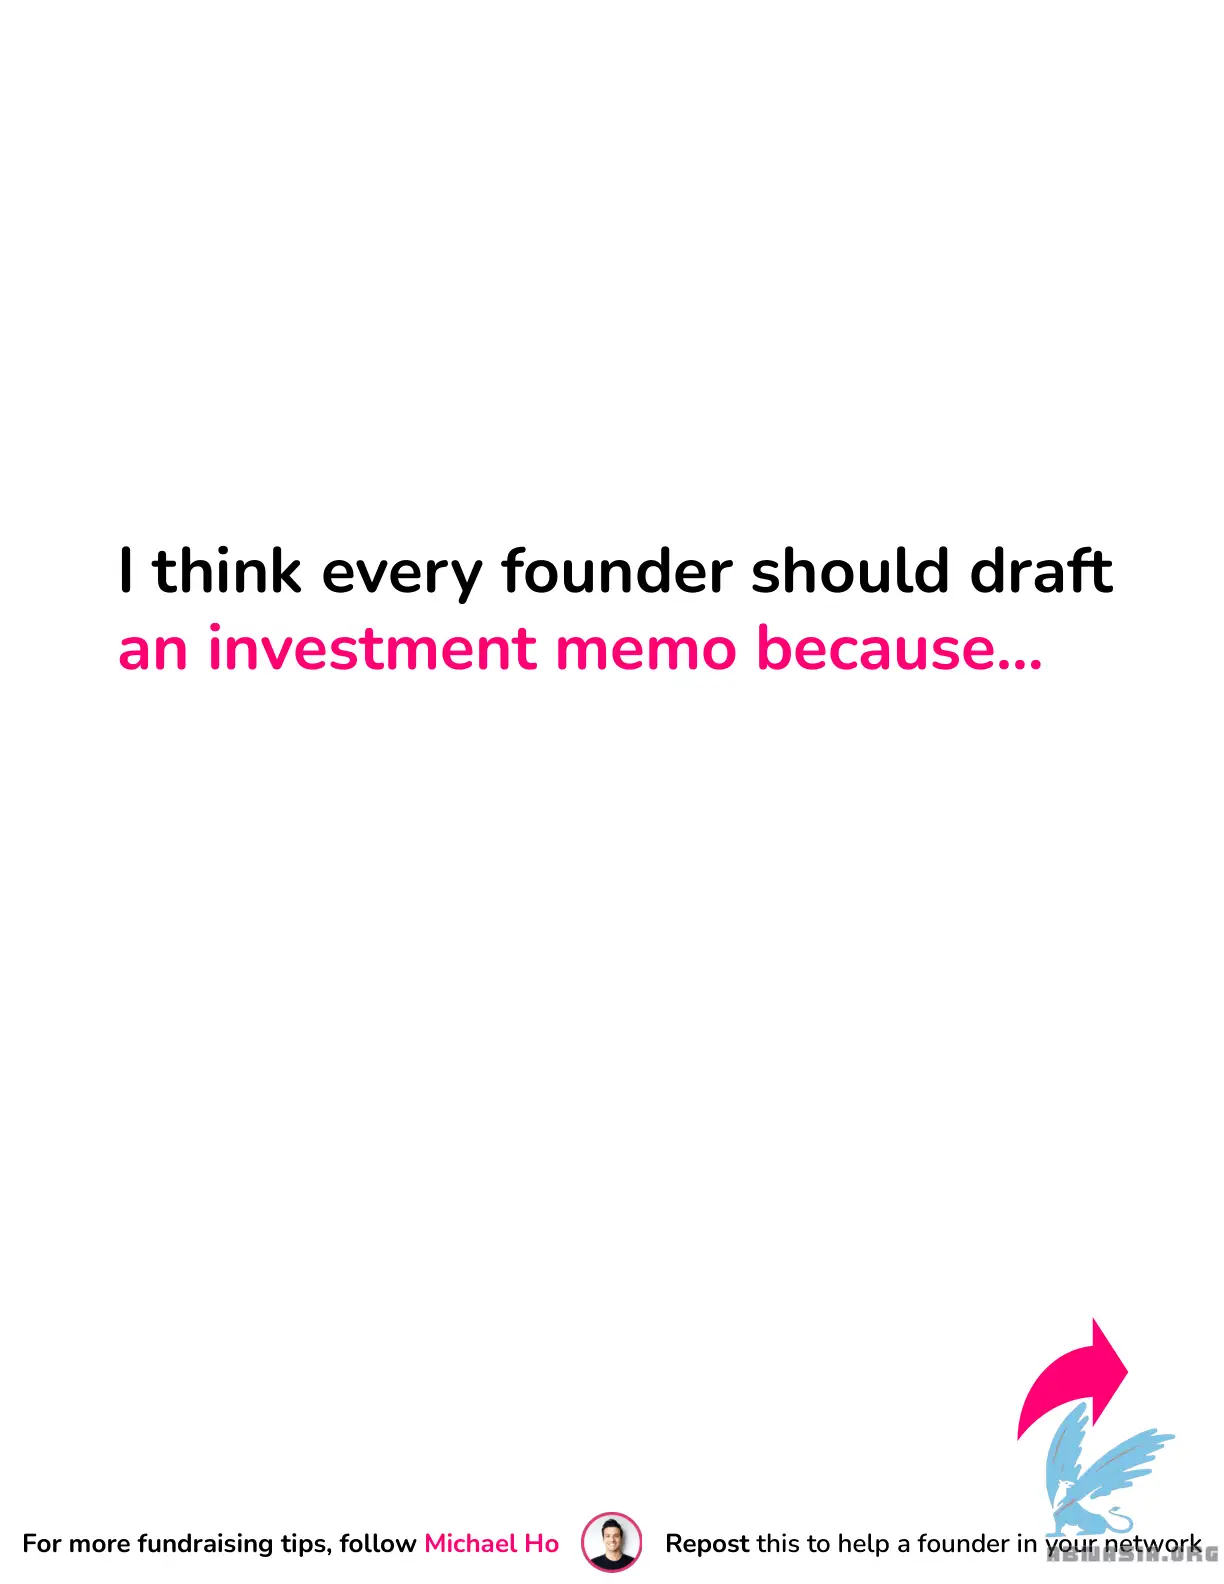 I think every founder should draft
an investment memo because...
For more fundraising tips, follow Michael Ho
Repost this to help a founder in your network
ABWASIA.ORG